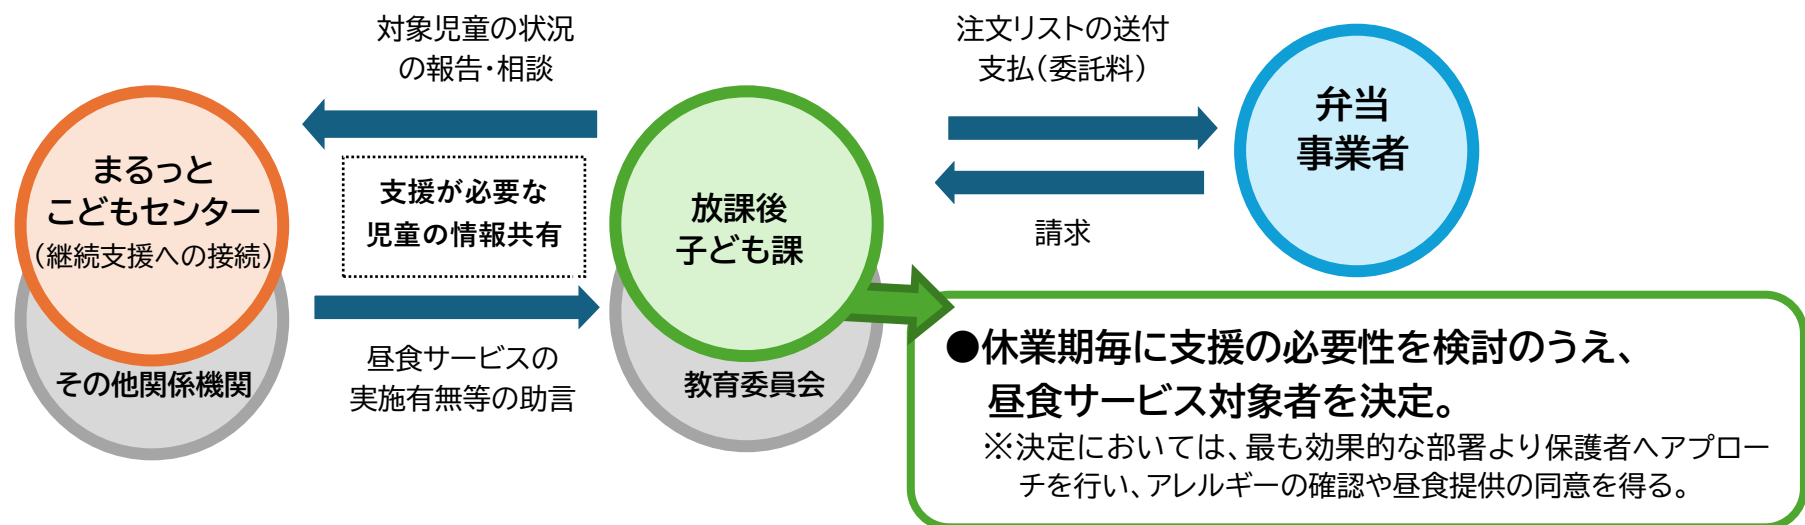 対象児童の状況
の報告・相談
注文リストの送付
支払(委託料)
弁当
事業者
まるっと
こどもセンター
(継続支援への接続)
支援が必要な
児童の情報共有
放課後
子ども課
請求
その他関係機関
昼食サービスの
実施有無等の助言
教育委員会
●休業期毎に支援の必要性を検討のうえ、
昼食サービス対象者を決定。
※決定においては、最も効果的な部署より保護者へアプロー
チを行い、アレルギーの確認や昼食提供の同意を得る。